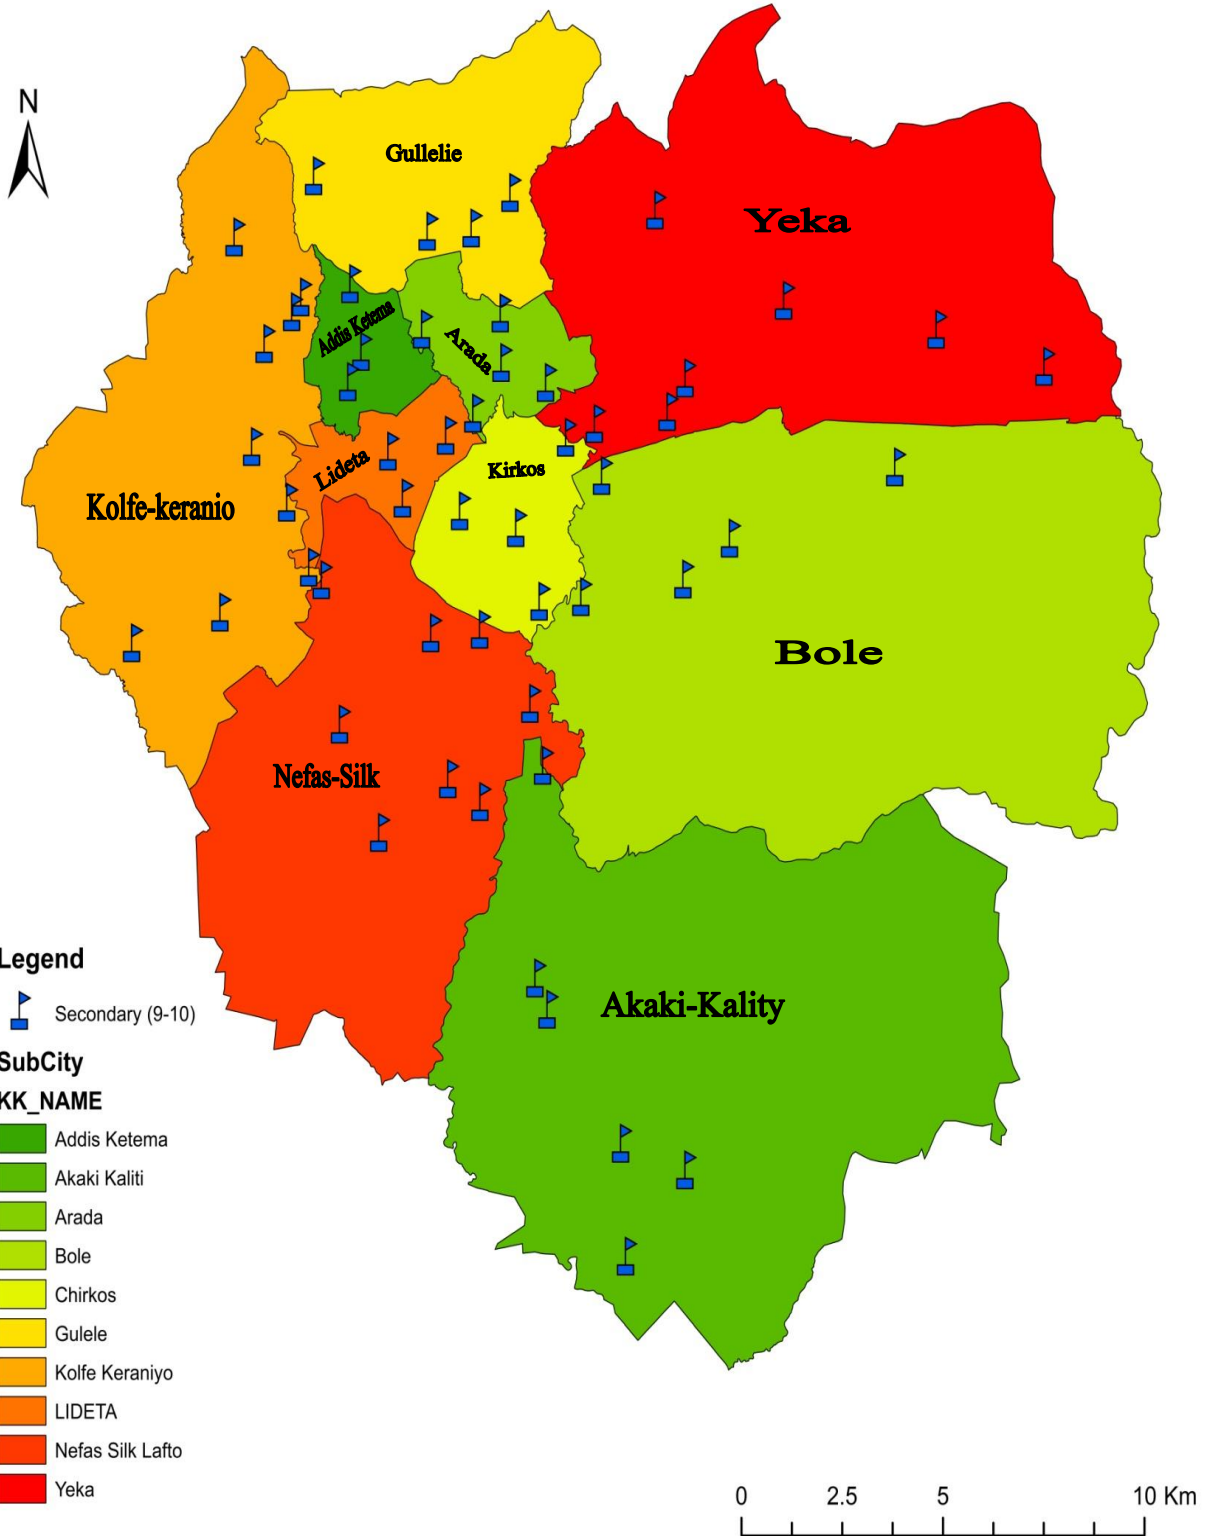 N
Gullelie
Yeka
Addis Ketema
Arada
Lideta
Kirkos
Kolfe-keranio
Bole
Nefas-Silk
Akaki-Kality
Legend
Secondary (9-10)
SubCity
KK_NAME
Addis Ketema
Akaki Kaliti
Arada
Bole
Chirkos
Gulele
Kolfe Keraniyo
LIDETA
Nefas Silk Lafto
Yeka
0 2.5 5 10 Km